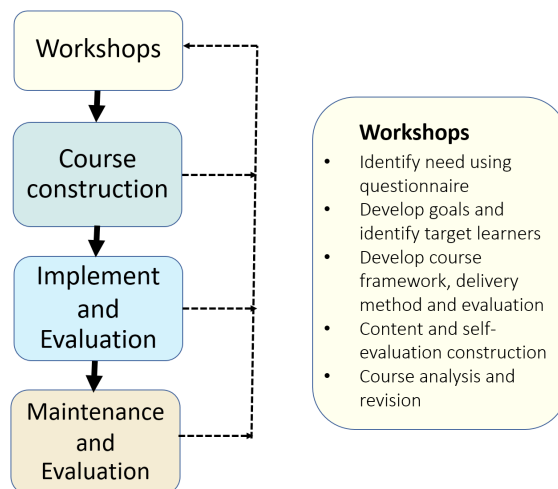 Workshops
Course
construction
Implement
and
Evaluation
Maintenance
and
Evaluation
Workshops
• Identify need using
questionnaire
• Develop goals and
identify target learners
• Develop course
framework, delivery
method and evaluation
• Content and self-
evaluation construction
• Course analysis and
revision